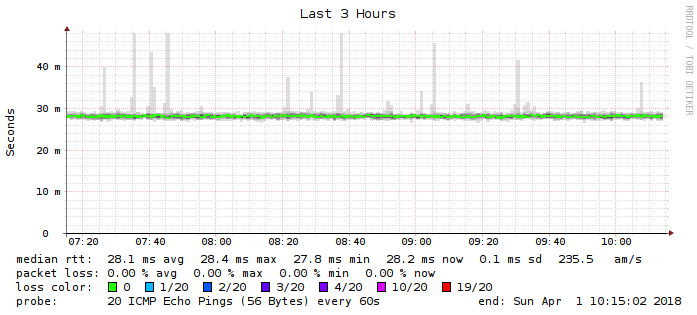 Last 3 Hours
RRDTOOL / TOBI OETIKER
Seconds
40 m
30 m
20 m
10 m
0
07:20 07:40 08:00 08:20 08:40 09:00 09:20 09:40 10:00
median rtt: 28.1 ms avg 28.4 ms max 27.8 ms min 28.2 ms now 0.1 ms sd 235.5 am/s
packet loss: 0.00 % avg 0.00 % max 0.00 % min 0.00 % now
loss color: 0 1/20 2/20 3/20 4/20 10/20 19/20
probe: 20 ICMP Echo Pings (56 Bytes) every 60s end: Sun Apr 1 10:15:02 2018